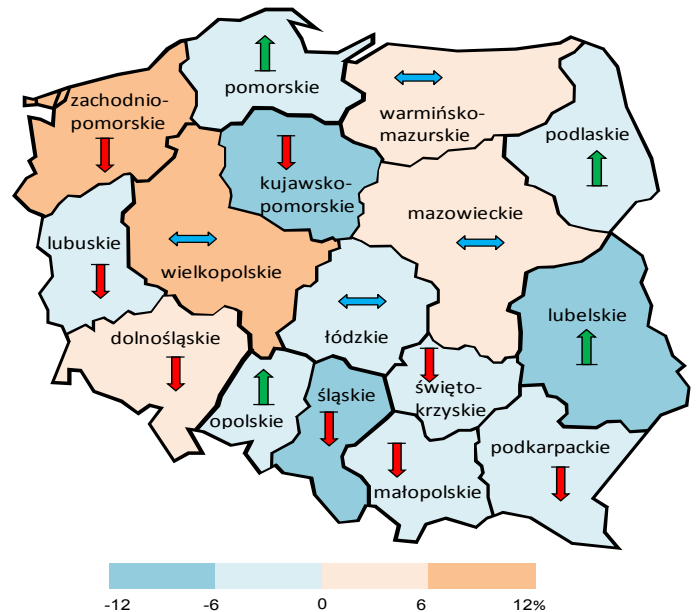 pomorskie
zachodnio-
pomorskie
warmińsko-
mazurskie
podlaskie
kujawsko-
pomorskie
mazowieckie
lubuskie
wielkopolskie
lubelskie
dolnośląskie
łódzkie
opolskie
śląskie
święto-
krzyskie
podkarpackie
małopolskie
-12 -6 0 6 12%